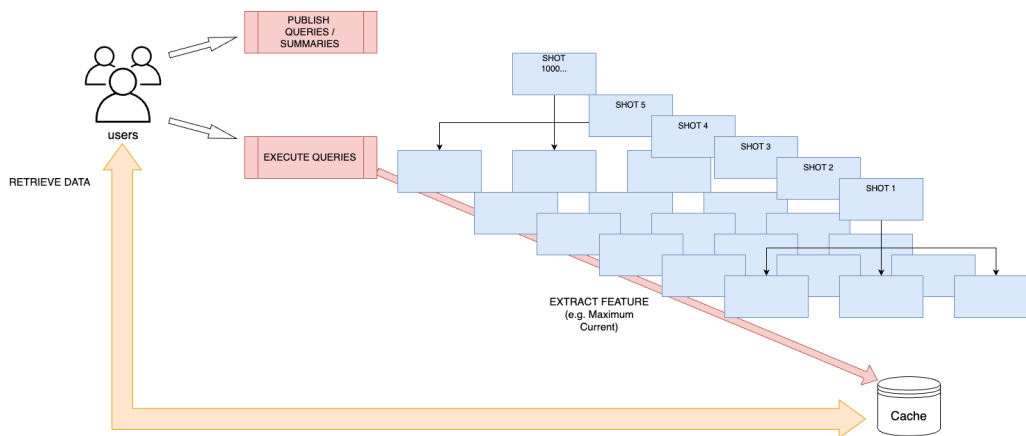 PUBLISH
QUERIES /
SUMMARIES
SHOT
1000...
SHOT 5
SHOT 4
users
SHOT 3
EXECUTE QUERIES
SHOT 2
RETRIEVE DATA
SHOT 1
EXTRACT FEATURE
(e.g. Maximum
Current)
Cache